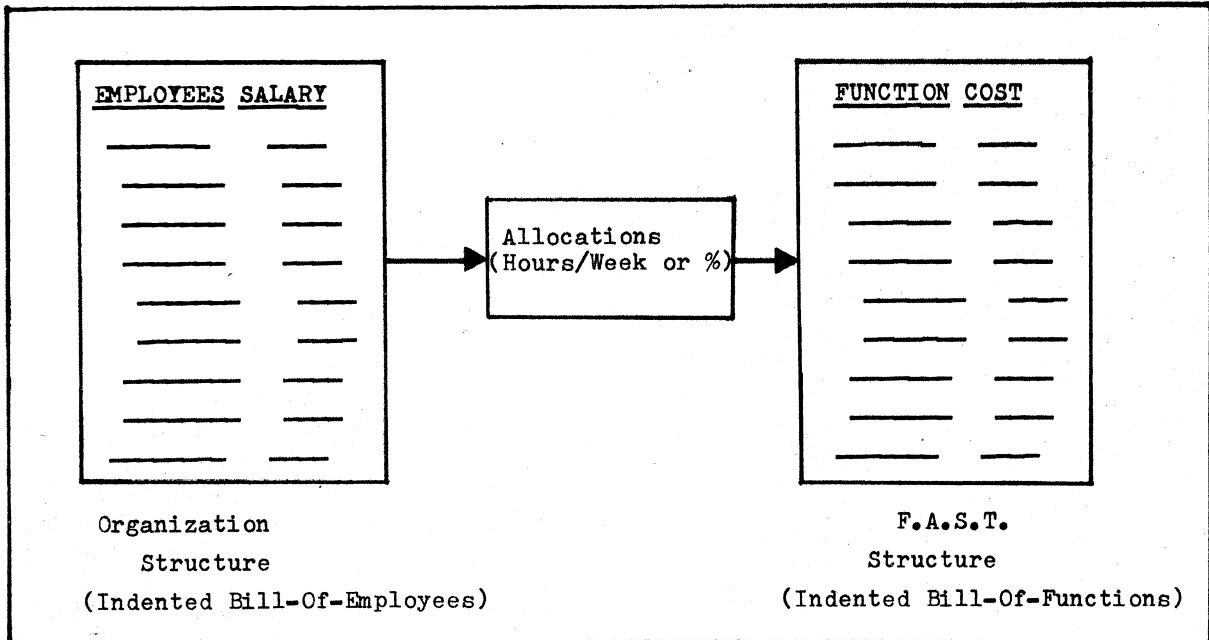 EMPLOYEES SALARY
FUNCTION COST
Allocations
(Hours/Week or %)
Organization
Structure
(Indented Bill-Of-Employees)
F.A.S.T.
Structure
(Indented Bill-Of-Functions)